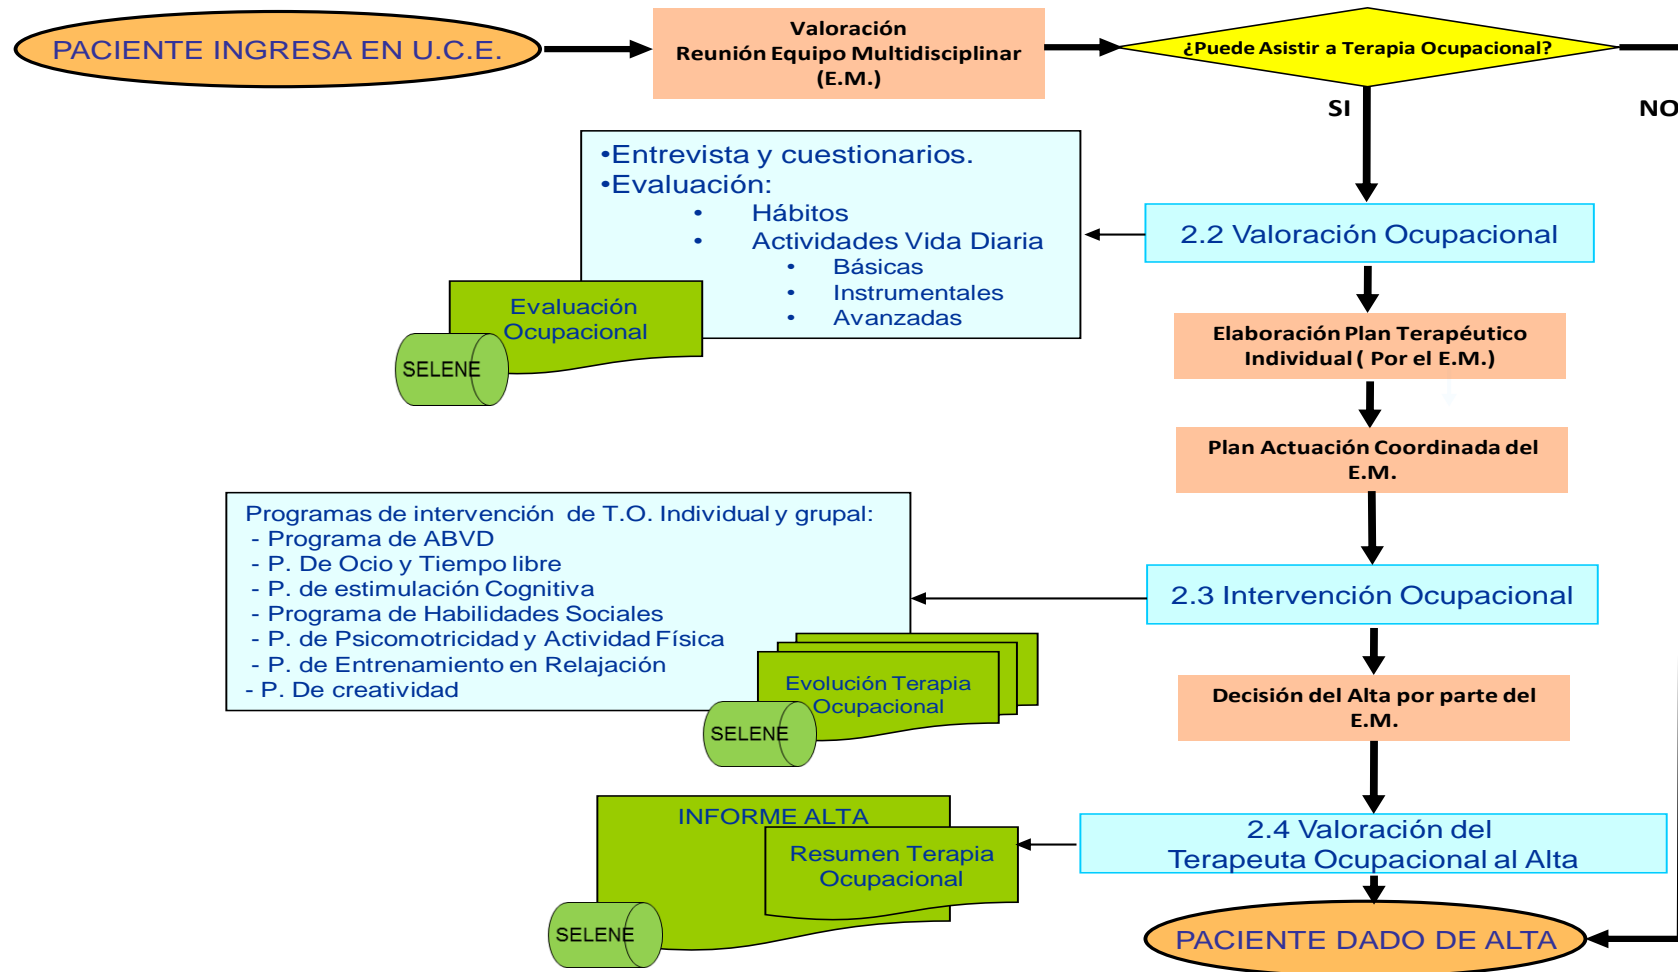 PACIENTE INGRESA EN U.C.E.
Valoración
Reunión Equipo Multidisciplinar
(E.M.)
¿Puede Asistir a Terapia Ocupacional?
SI
NO
•Entrevista y cuestionarios.
•Evaluación:
• Hábitos
• Actividades Vida Diaria
• Básicas
• Instrumentales
• Avanzadas
2.2 Valoración Ocupacional
Evaluación
Ocupacional
SELENE
Elaboración Plan Terapéutico
Individual ( Por el E.M.)
Plan Actuación Coordinada del
E.M.
Programas de intervención de T.O. Individual y grupal:
- Programa de ABVD
- P. De Ocio y Tiempo libre
- P. de estimulación Cognitiva
- Programa de Habilidades Sociales
- P. de Psicomotricidad y Actividad Física
- P. de Entrenamiento en Relajación
- P. De creatividad
2.3 Intervención Ocupacional
Evolución Terapia
Ocupacional
SELENE
Decisión del Alta por parte del
E.M.
INFORME ALTA
Resumen Terapia
Ocupacional
SELENE
2.4 Valoración del
Terapeuta Ocupacional al Alta
PACIENTE DADO DE ALTA